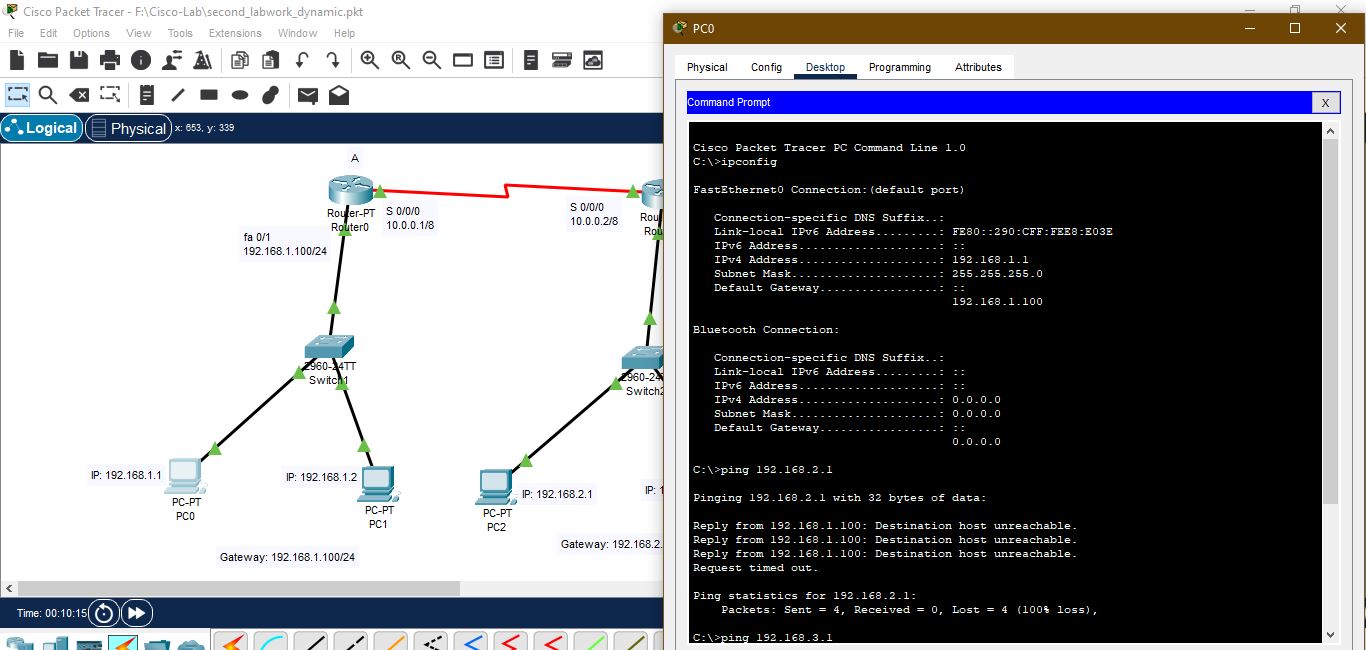 Cisco Packet Tracer - F:\Cisco-Lab\second_labwork_dynamic.pkt
File Edit Options View Tools Extensions Window Help
Logical Physical x: 653, y: 339
A
Router-PT
Router0
S 0/0/0
10.0.0.1/8
S 0/0/0
10.0.0.2/8
Rou
Rou
fa 0/1
192.168.1.100/24
2960-24TT
Switch1
2960-24
Switch2
IP: 192.168.1.1
PC-PT
PC0
IP: 192.168.1.2
PC-PT
PC1
IP: 192.168.2.1
PC-PT
PC2
IP: 1
Gateway: 192.168.1.100/24
Gateway: 192.168.2.
Time: 00:10:15
PC0
Physical Config Desktop Programming Attributes
Command Prompt X
Cisco Packet Tracer PC Command Line 1.0
C:\>ipconfig
FastEthernet0 Connection:(default port)
Connection-specific DNS Suffix..:
Link-local IPv6 Address.........: FE80::290:CFF:FEE8:E03E
IPv6 Address....................: ::
IPv4 Address....................: 192.168.1.1
Subnet Mask.....................: 255.255.255.0
Default Gateway.................: ::
192.168.1.100
Bluetooth Connection:
Connection-specific DNS Suffix..:
Link-local IPv6 Address.........: ::
IPv6 Address....................: ::
IPv4 Address....................: 0.0.0.0
Subnet Mask.....................: 0.0.0.0
Default Gateway.................: ::
0.0.0.0
C:\>ping 192.168.2.1
Pinging 192.168.2.1 with 32 bytes of data:
Reply from 192.168.1.100: Destination host unreachable.
Reply from 192.168.1.100: Destination host unreachable.
Reply from 192.168.1.100: Destination host unreachable.
Request timed out.
Ping statistics for 192.168.2.1:
Packets: Sent = 4, Received = 0, Lost = 4 (100% loss),
C:\>ping 192.168.3.1